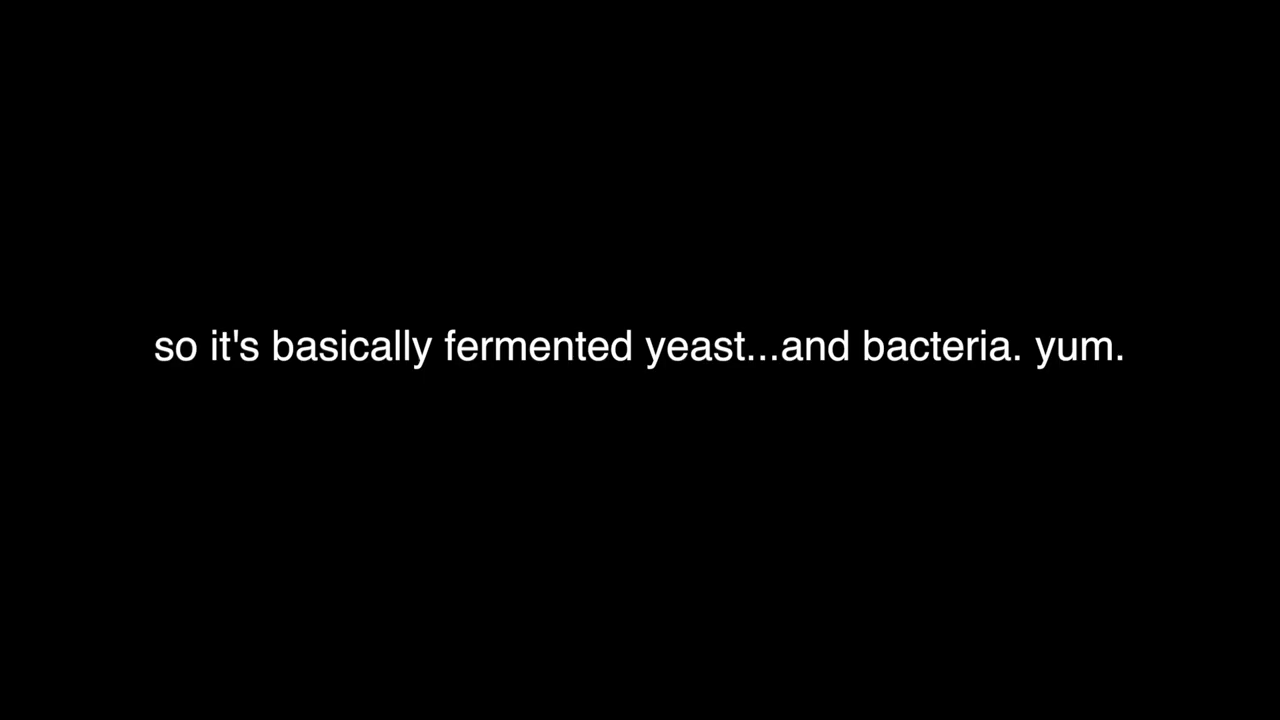 so it's basically fermented yeast...and bacteria. yum.